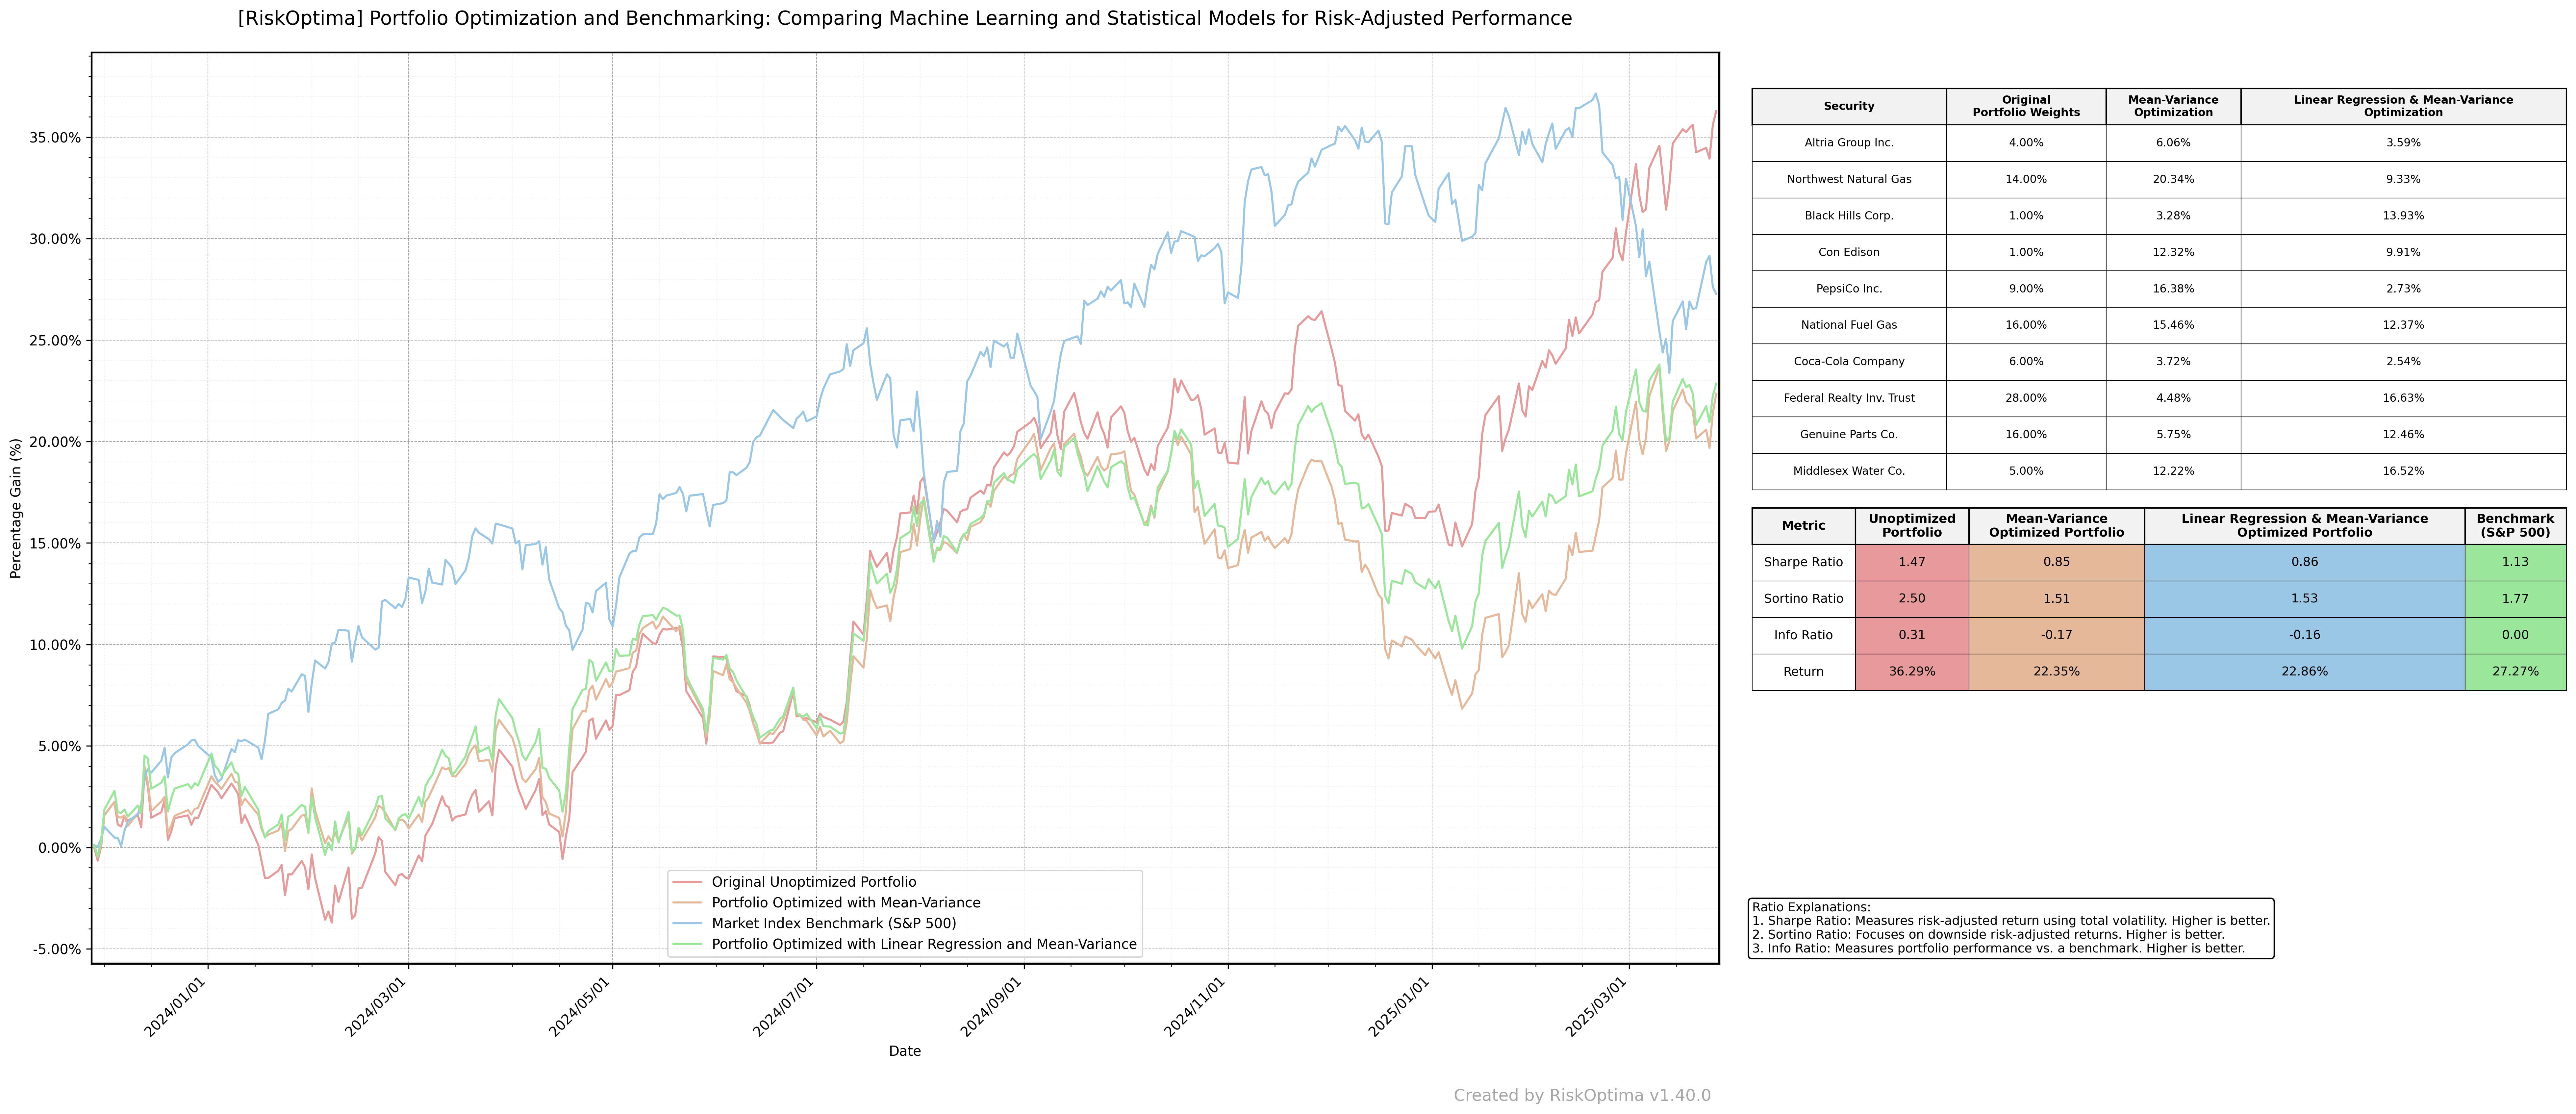 [RiskOptima] Portfolio Optimization and Benchmarking: Comparing Machine Learning and Statistical Models for Risk-Adjusted Performance
Percentage Gain (%)
35.00%
30.00%
25.00%
20.00%
15.00%
10.00%
5.00%
0.00%
-5.00%
Original Unoptimized Portfolio
Portfolio Optimized with Mean-Variance
Market Index Benchmark (S&P 500)
Portfolio Optimized with Linear Regression and Mean-Variance
2024/01/01 2024/03/01 2024/05/01 2024/07/01 2024/09/01 2024/11/01 2025/01/01 2025/03/01
Date
Security Original Portfolio Weights Mean-Variance Optimization Linear Regression & Mean-Variance Optimization
Altria Group Inc. 4.00% 6.06% 3.59%
Northwest Natural Gas 14.00% 20.34% 9.33%
Black Hills Corp. 1.00% 3.28% 13.93%
Con Edison 1.00% 12.32% 9.91%
PepsiCo Inc. 9.00% 16.38% 2.73%
National Fuel Gas 16.00% 15.46% 12.37%
Coca-Cola Company 6.00% 3.72% 2.54%
Federal Realty Inv. Trust 28.00% 4.48% 16.63%
Genuine Parts Co. 16.00% 5.75% 12.46%
Middlesex Water Co. 5.00% 12.22% 16.52%
Metric Unoptimized Portfolio Mean-Variance Optimized Portfolio Linear Regression & Mean-Variance Optimized Portfolio Benchmark (S&P 500)
Sharpe Ratio 1.47 0.85 0.86 1.13
Sortino Ratio 2.50 1.51 1.53 1.77
Info Ratio 0.31 -0.17 -0.16 0.00
Return 36.29% 22.35% 22.86% 27.27%
Ratio Explanations:
1. Sharpe Ratio: Measures risk-adjusted return using total volatility. Higher is better.
2. Sortino Ratio: Focuses on downside risk-adjusted returns. Higher is better.
3. Info Ratio: Measures portfolio performance vs. a benchmark. Higher is better.
Created by RiskOptima v1.40.0